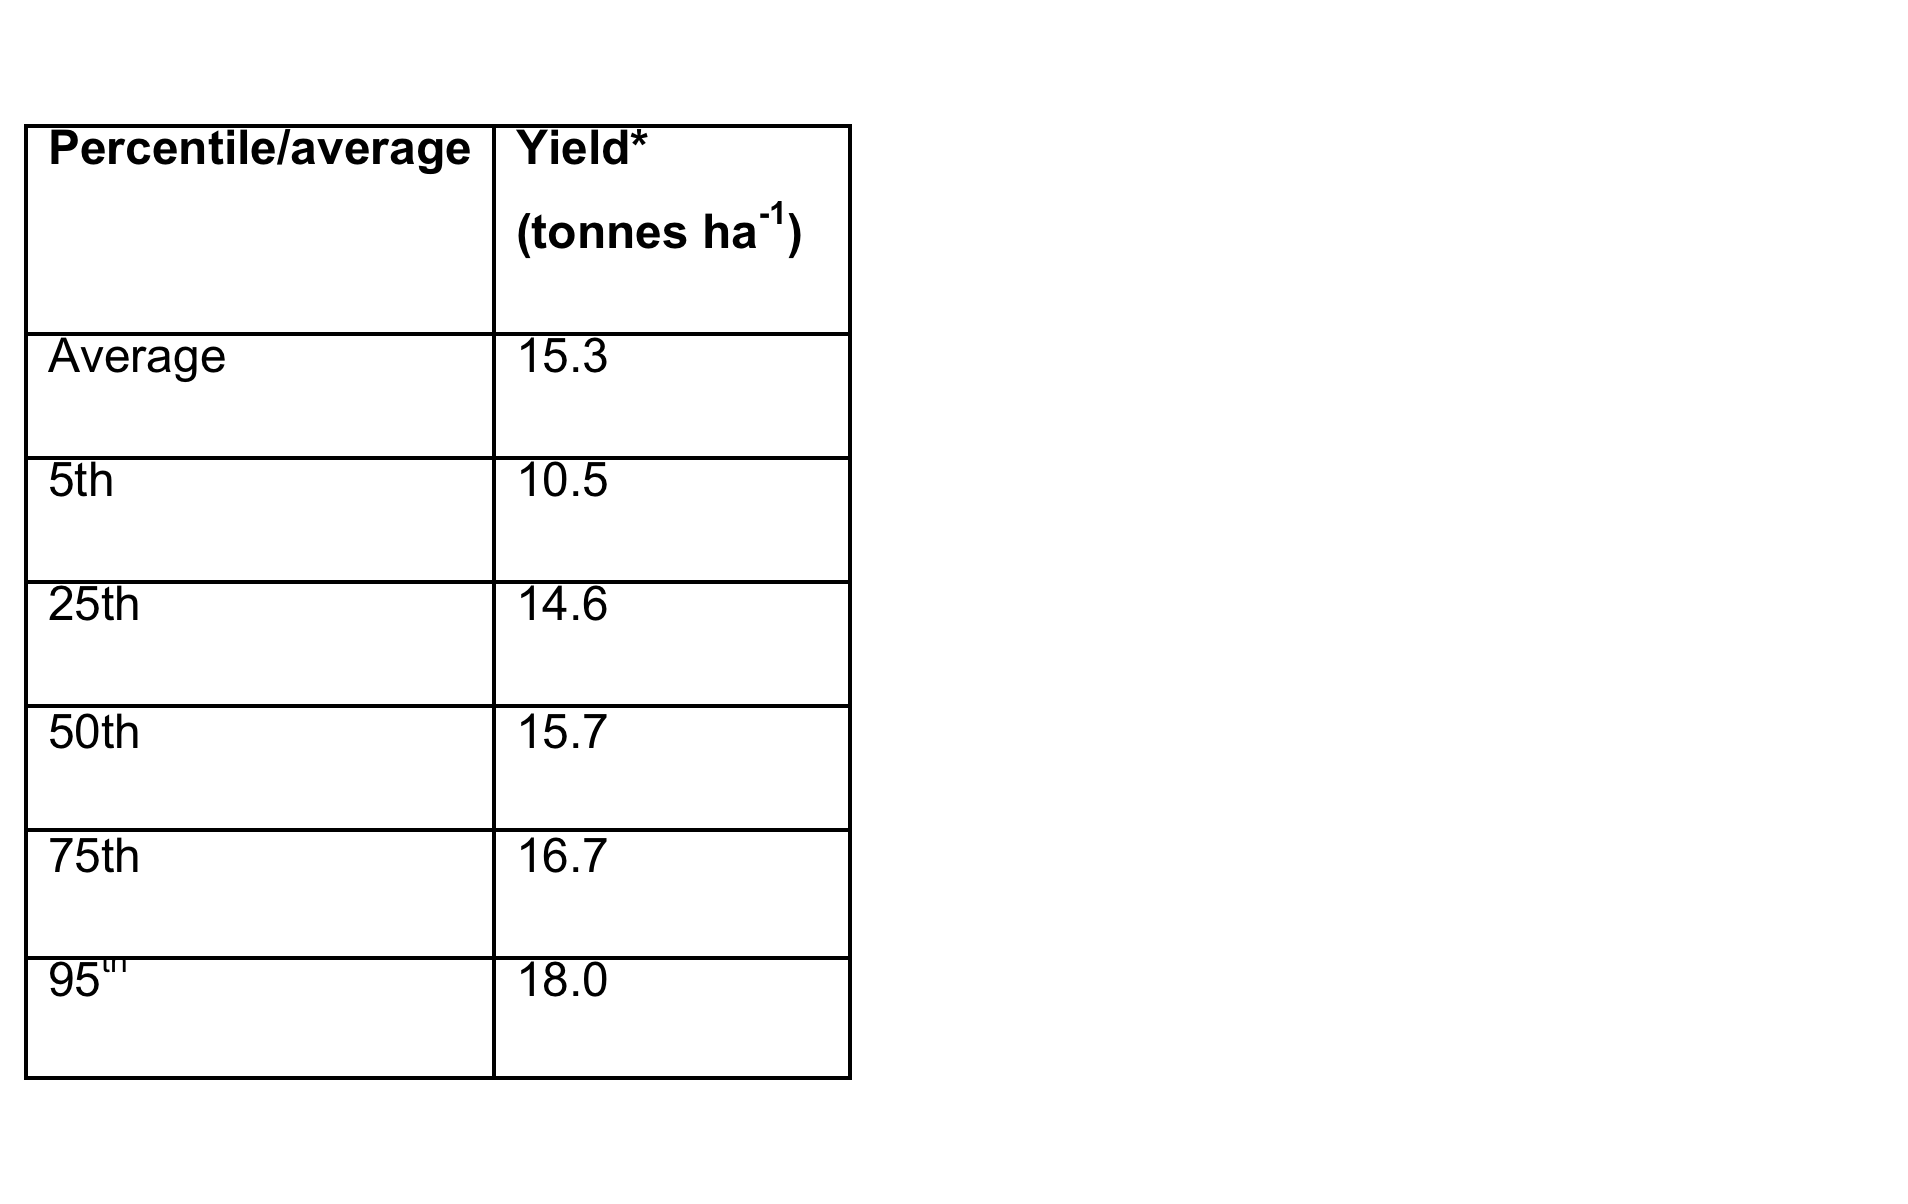 Percentile/average Yield*
(tonnes ha⁻¹)
Average 15.3
5th 10.5
25th 14.6
50th 15.7
75th 16.7
95ᵗʰ 18.0